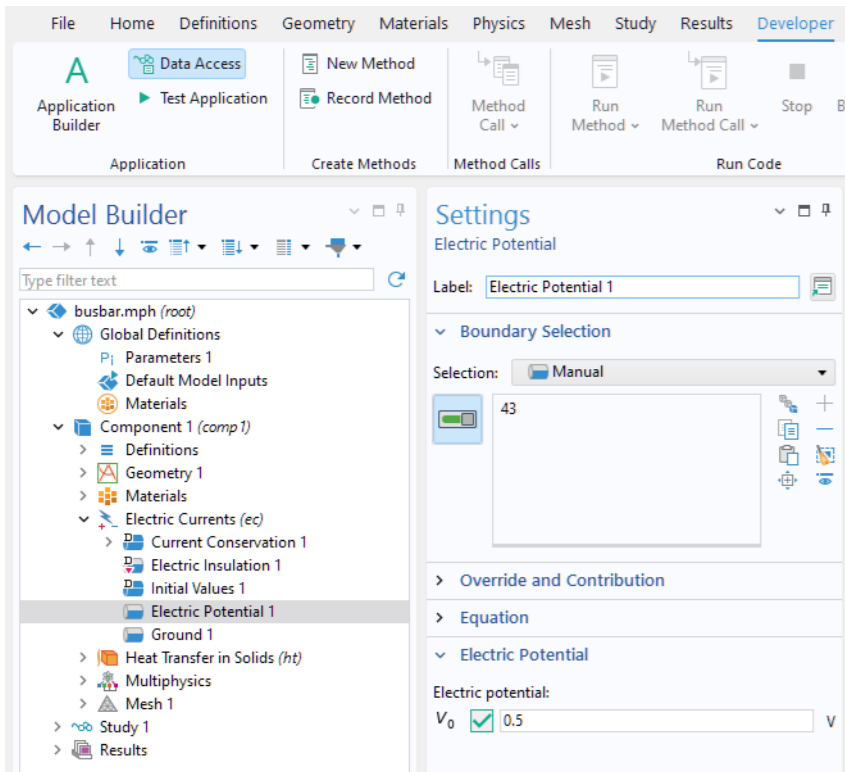 File Home Definitions Geometry Materials Physics Mesh Study Results Developer
Data Access
Test Application
Application
Builder
Application
New Method
Record Method
Create Methods
Method
Call
Method Calls
Run
Method
Run
Method Call
Stop
B
Run Code
Model Builder
Type filter text
busbar.mph (root)
Global Definitions
Pi Parameters 1
Default Model Inputs
Materials
Component 1 (comp1)
Definitions
Geometry 1
Materials
Electric Currents (ec)
D Current Conservation 1
D Electric Insulation 1
D Initial Values 1
Electric Potential 1
Ground 1
Heat Transfer in Solids (ht)
Multiphysics
Mesh 1
Study 1
Results
Settings
Electric Potential
Label: Electric Potential 1
Boundary Selection
Selection: Manual
43
Override and Contribution
Equation
Electric Potential
Electric potential:
V0 0.5 V